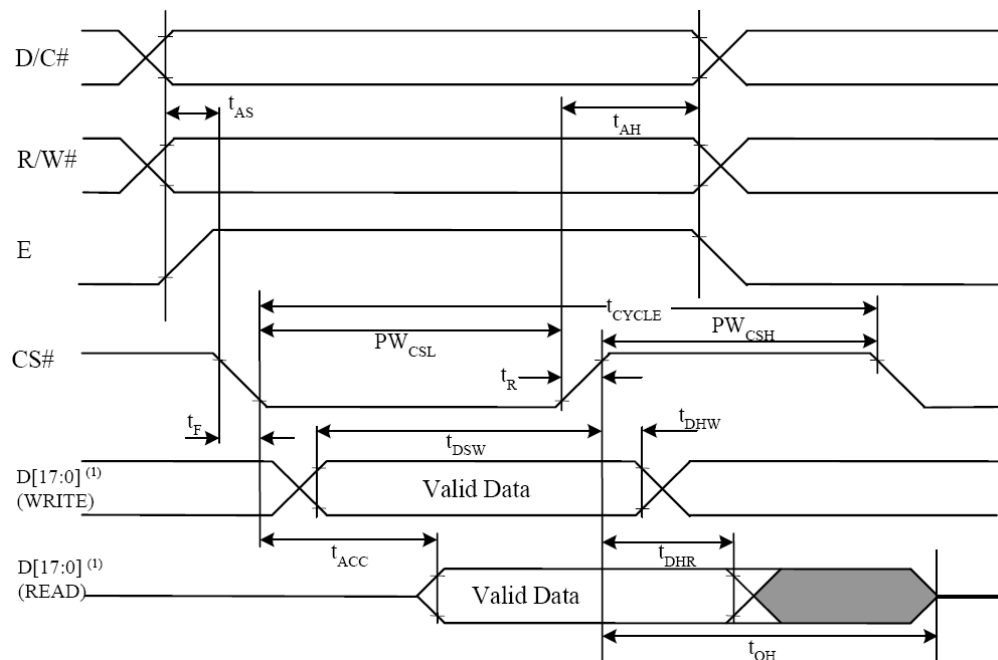 D/C#
t_AS
t_AH
R/W#
E
t_CYCLE
PW_CSL
PW_CSH
CS#
t_R
t_F
t_DHW
t_DSW
D[17:0] (1)
(WRITE)
Valid Data
t_ACC
t_DHR
D[17:0] (1)
(READ)
Valid Data
t_OH